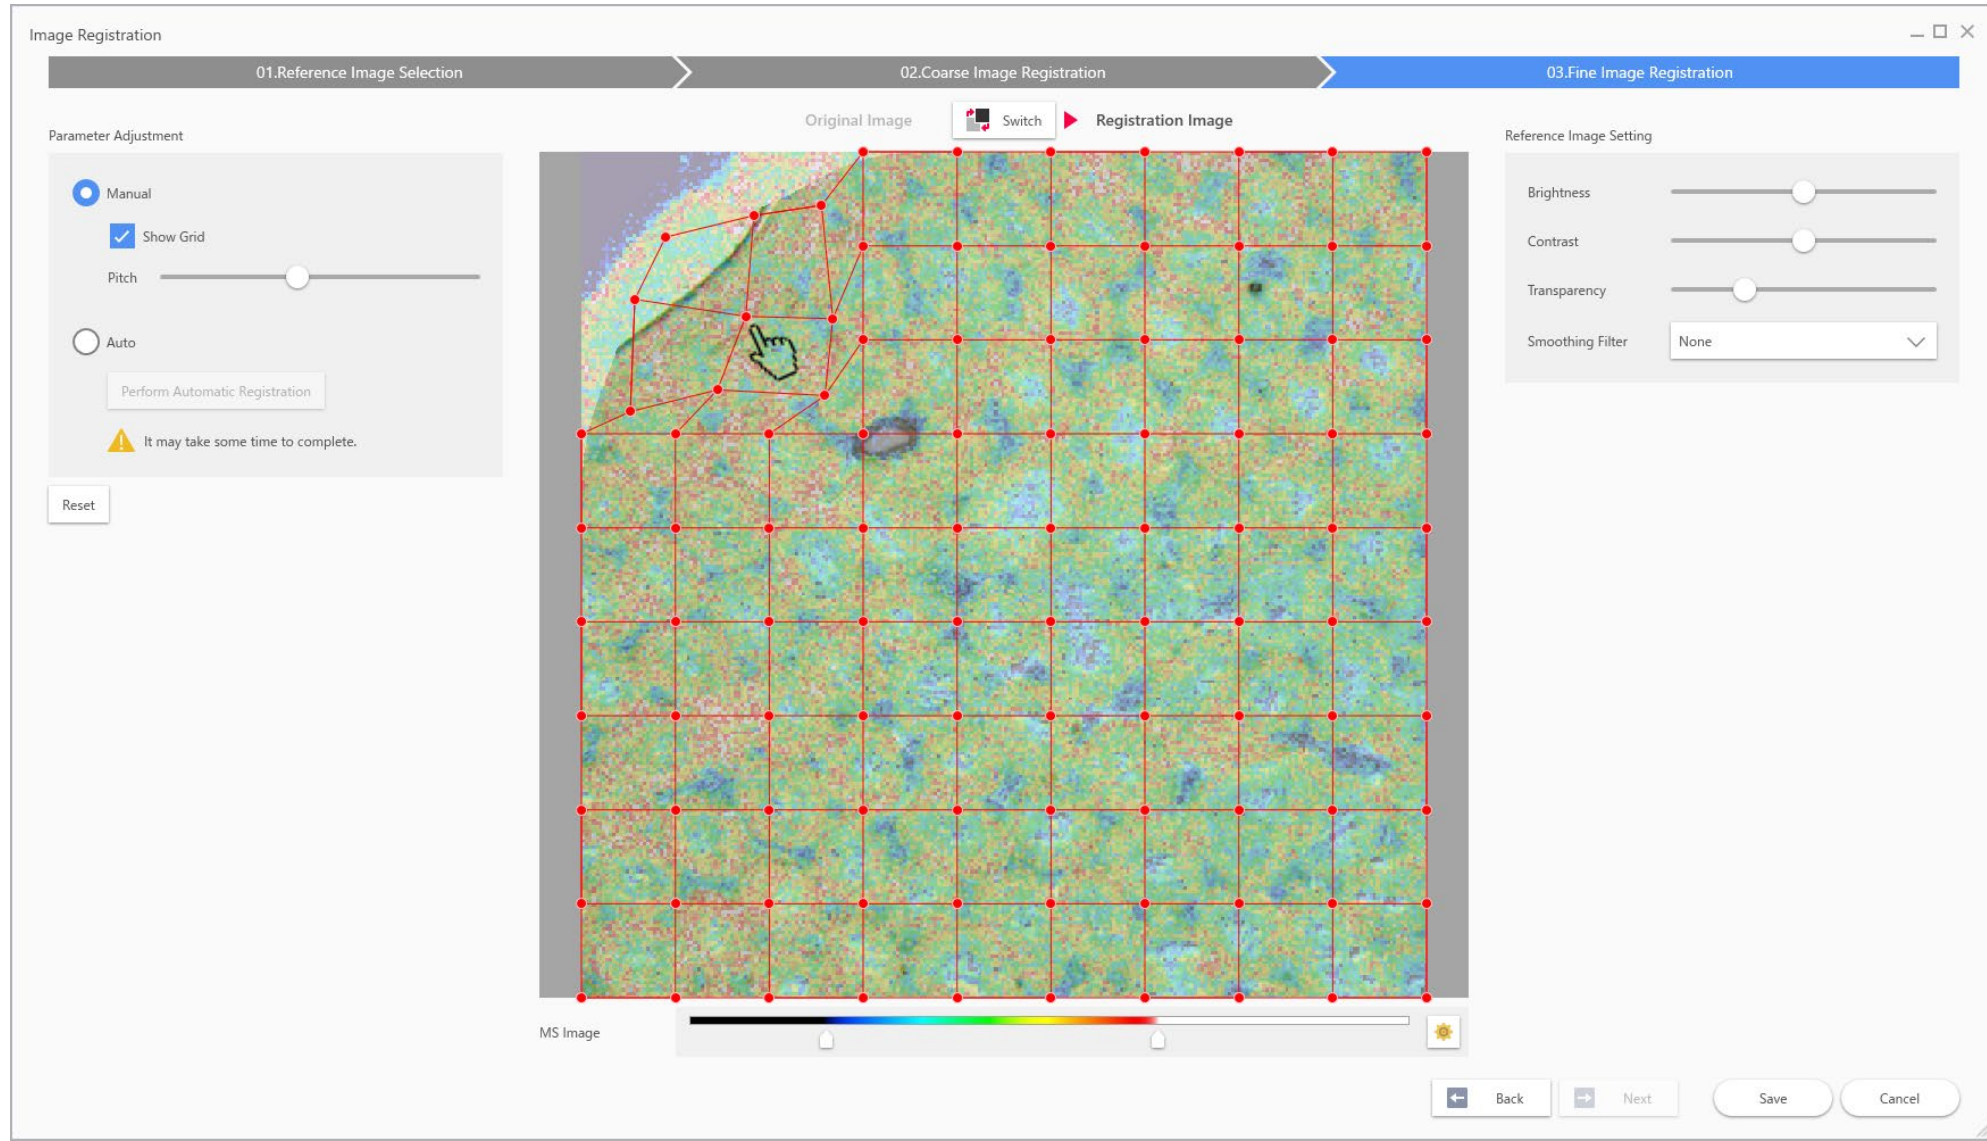 Image Registration
01.Reference Image Selection
02.Coarse Image Registration
03.Fine Image Registration
Original Image
Switch
Registration Image
Parameter Adjustment
Manual
Show Grid
Pitch
Auto
Perform Automatic Registration
It may take some time to complete.
Reset
Reference Image Setting
Brightness
Contrast
Transparency
Smoothing Filter
None
MS Image
Back
Next
Save
Cancel